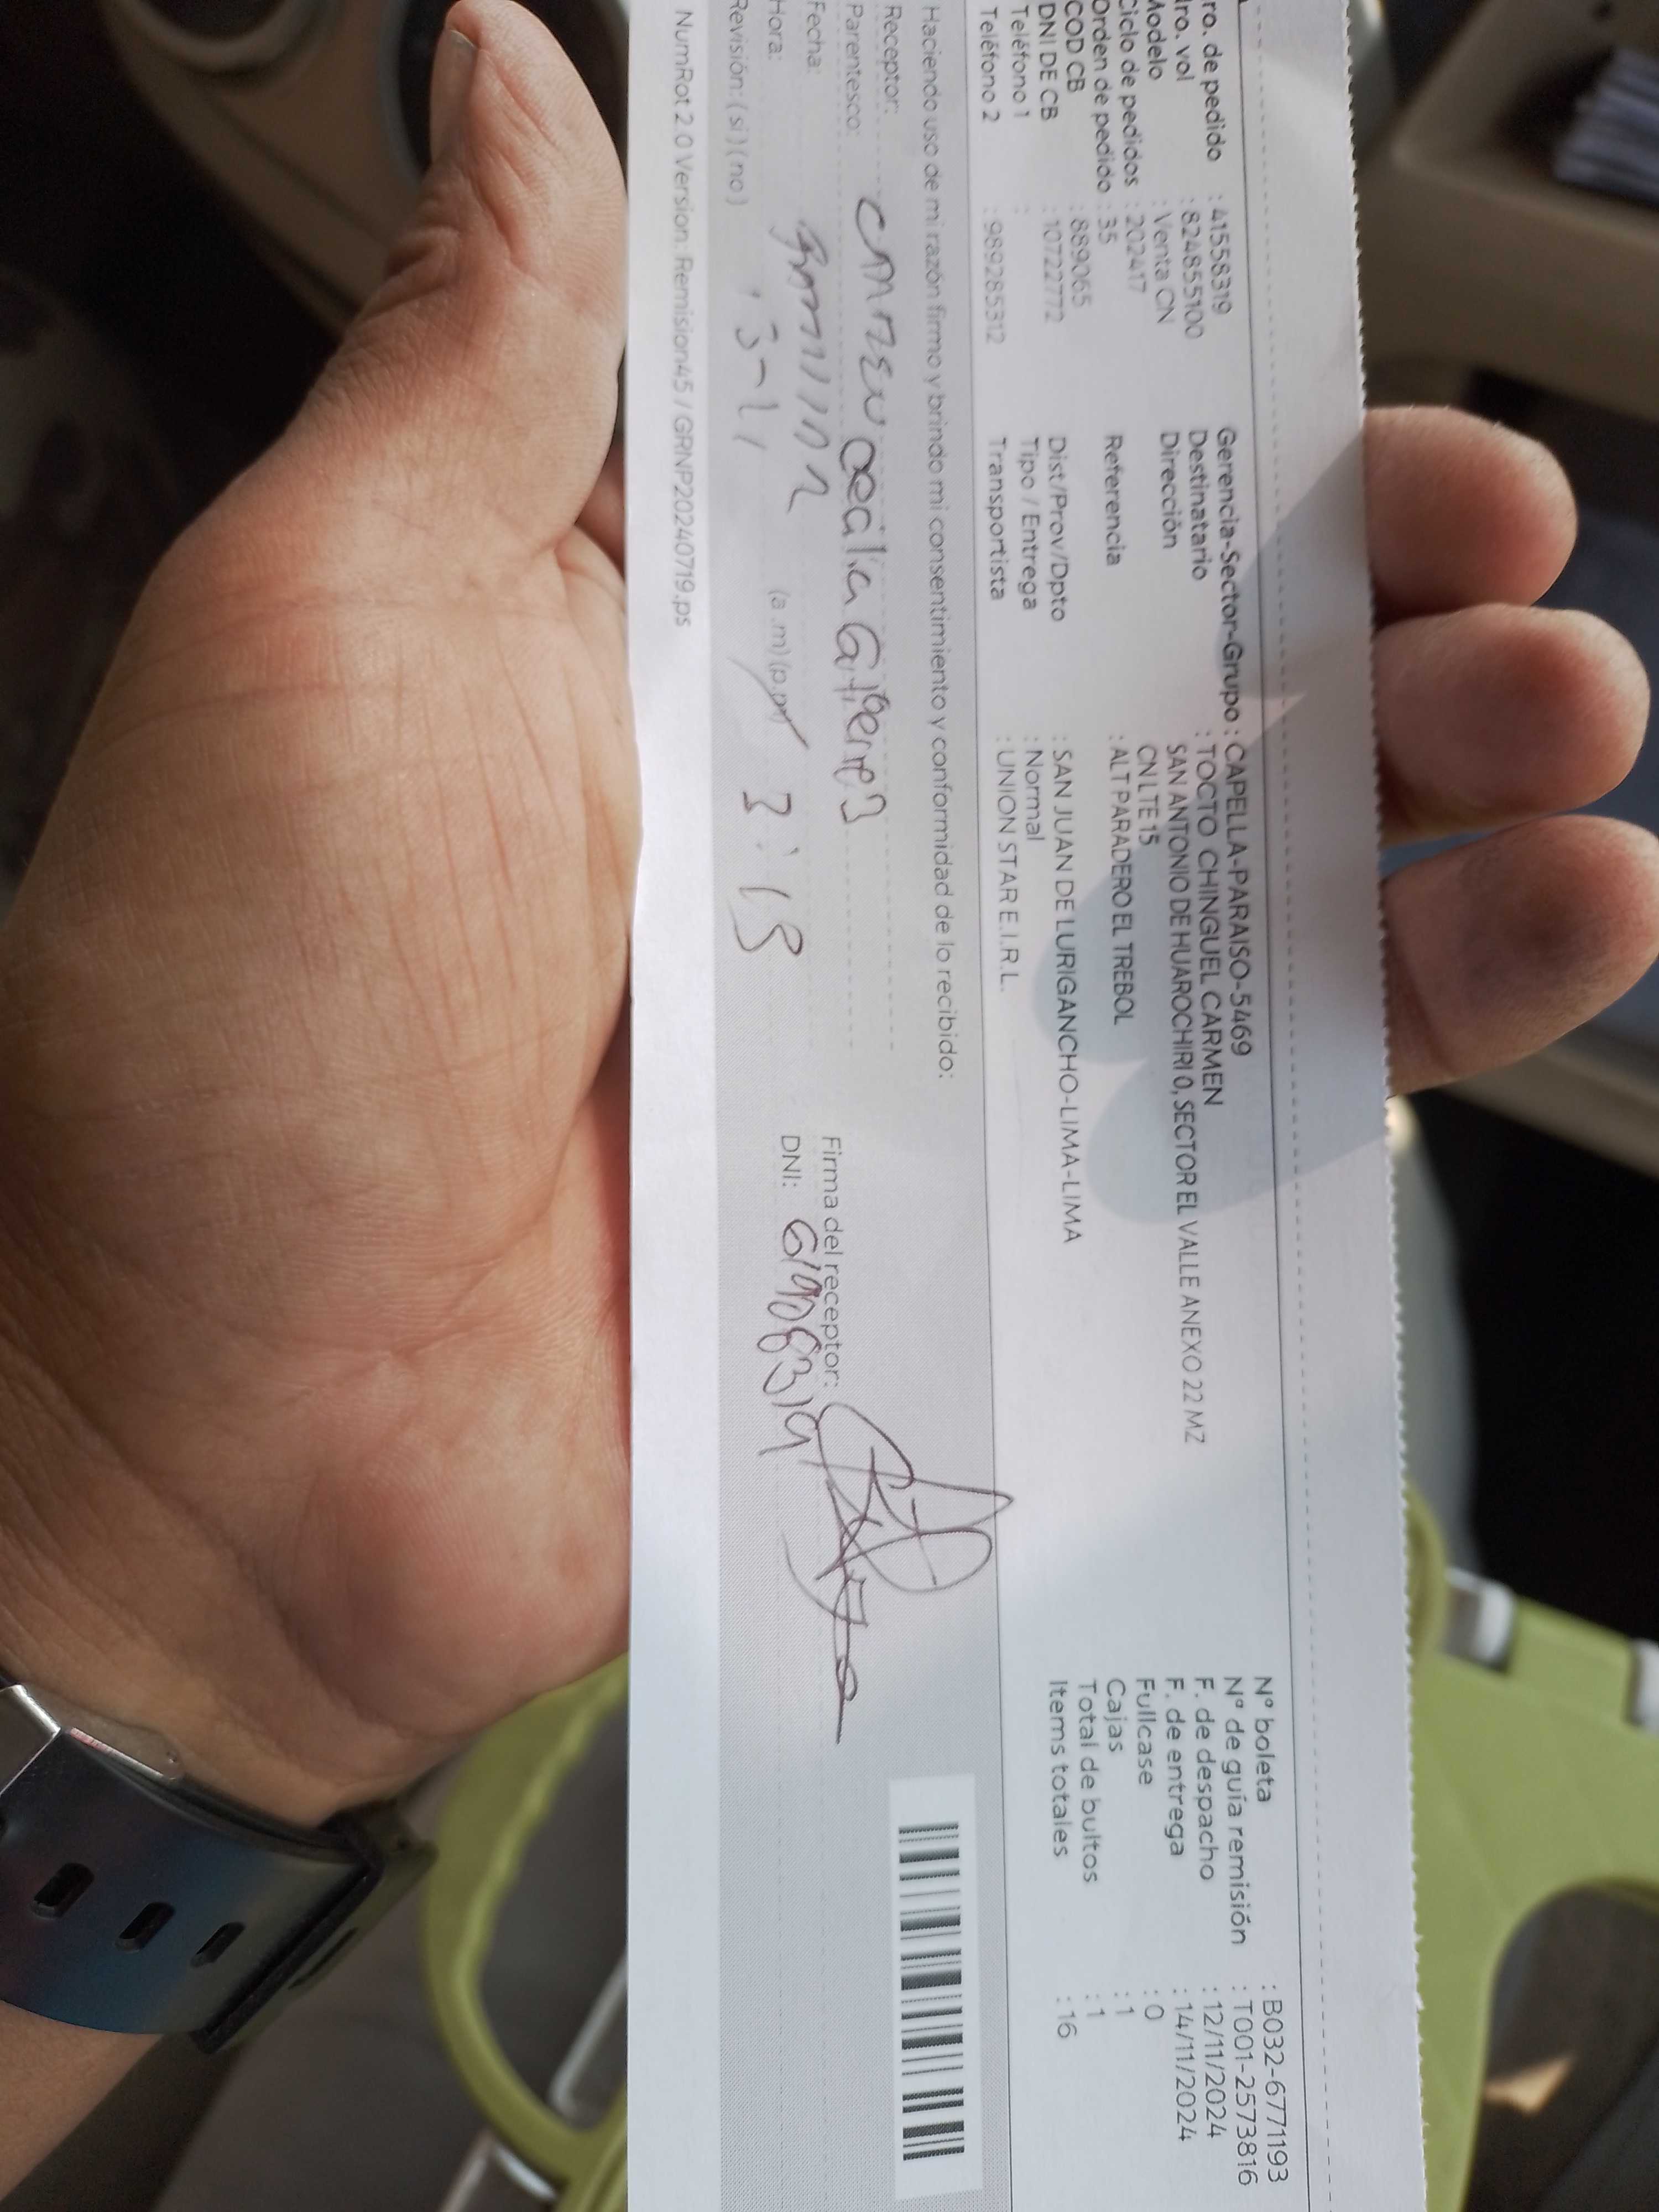 ro. de pedido : 41558319
ro. vol : 824855100
Modelo : Venta CN
Ciclo de pedidos : 202417
Orden de pedido : 35
COD CB : 889065
DNI DE CB : 10722772
Teléfono 1 :
Teléfono 2 : 989285312
Gerencia-Sector-Grupo : CAPELLA-PARAISO-5469
Destinatario : TOCTO CHINGUEL CARMEN
Dirección SAN ANTONIO DE HUAROCHIRI 0, SECTOR EL VALLE ANEXO 22 MZ
CN LTE 15
Referencia : ALT PARADERO EL TREBOL
Dist/Prov/Dpto : SAN JUAN DE LURIGANCHO-LIMA-LIMA
Tipo / Entrega : Normal
Transportista : UNION STAR E.I.R.L.
N° boleta : B032-6771193
N° de guía remisión : T001-2573816
F. de despacho : 12/11/2024
F. de entrega : 14/11/2024
Fullcase : 0
Cajas : 1
Total de bultos : 1
Items totales : 16
Haciendo uso de mi razón firmo y brindo mi consentimiento y conformidad de lo recibido:
Receptor:
Parentesco:
Fecha:
Hora: (a.m)(p.m) 3:15
Revisión: (si) (no)
Firma del receptor:
DNI:
NumRot 2.0 Version: Remision45 / GRNP20240719.ps